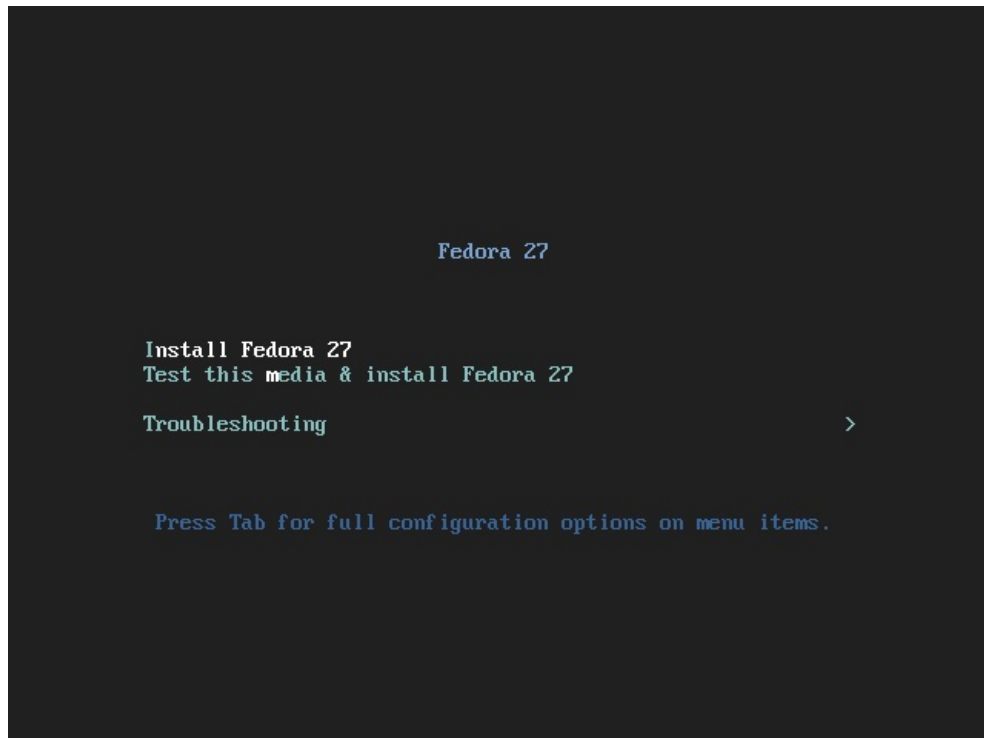 Fedora 27
Install Fedora 27
Test this media & install Fedora 27
Troubleshooting >
Press Tab for full configuration options on menu items.